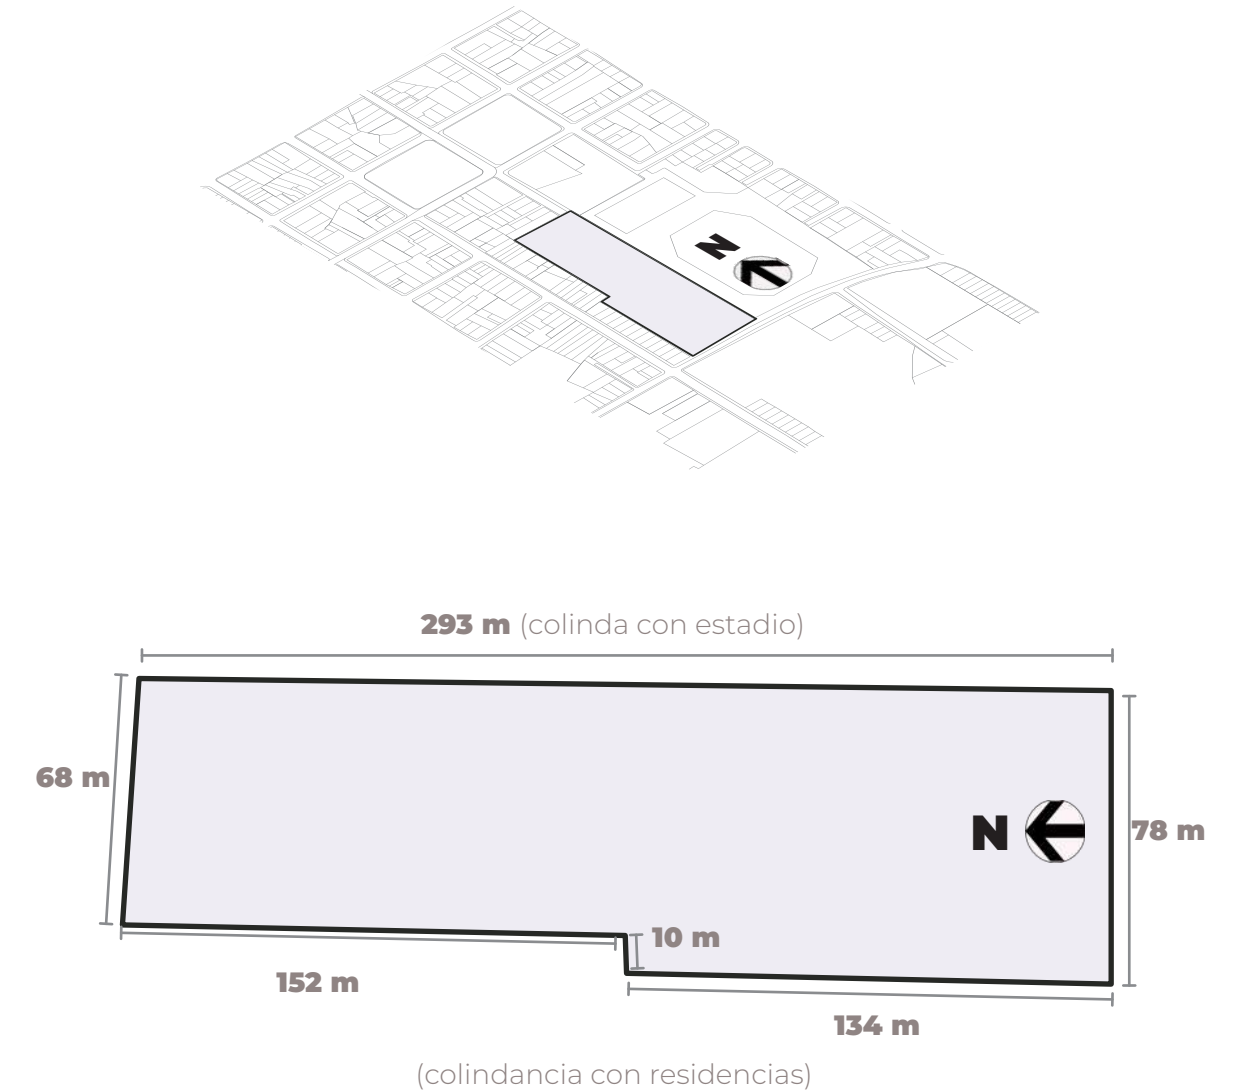 N
293 m (colinda con estadio)
68 m
N
78 m
10 m
152 m
134 m
(colindancia con residencias)